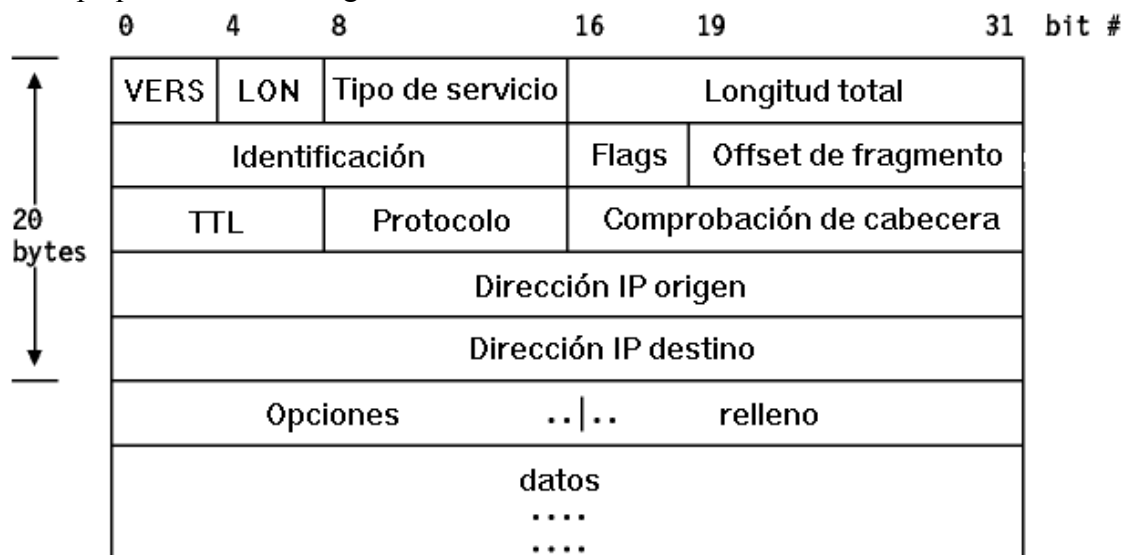 0 4 8 16 19 31 bit #
VERS LON Tipo de servicio Longitud total
Identificación Flags Offset de fragmento
20 bytes
TTL Protocolo Comprobación de cabecera
Dirección IP origen
Dirección IP destino
Opciones ..|.. relleno
datos
....
....